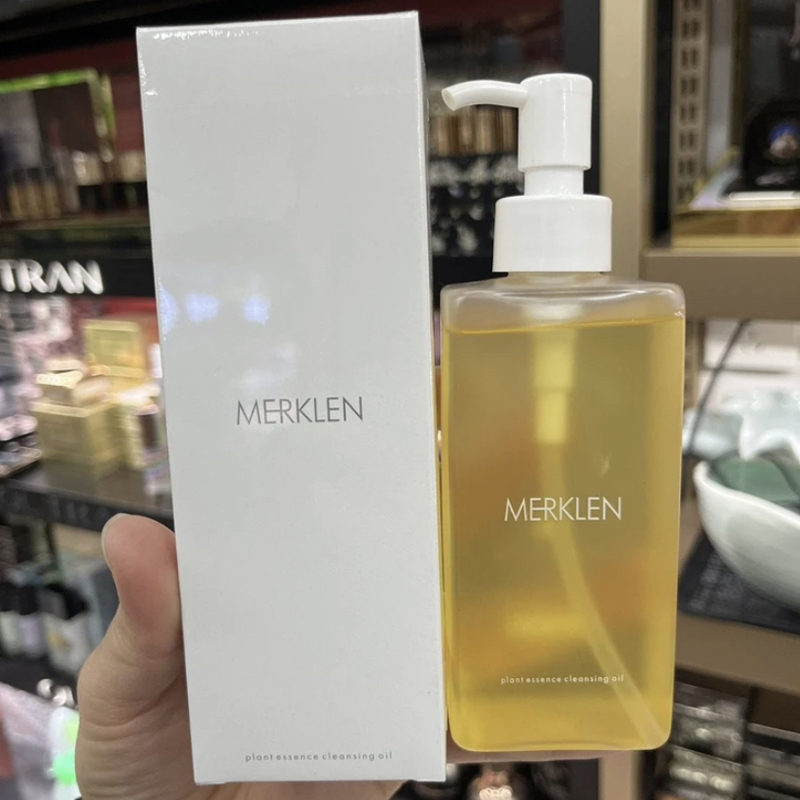 TRAN
MERKLEN
plant essence cleansing oil
MERKLEN
plant essence cleansing oil